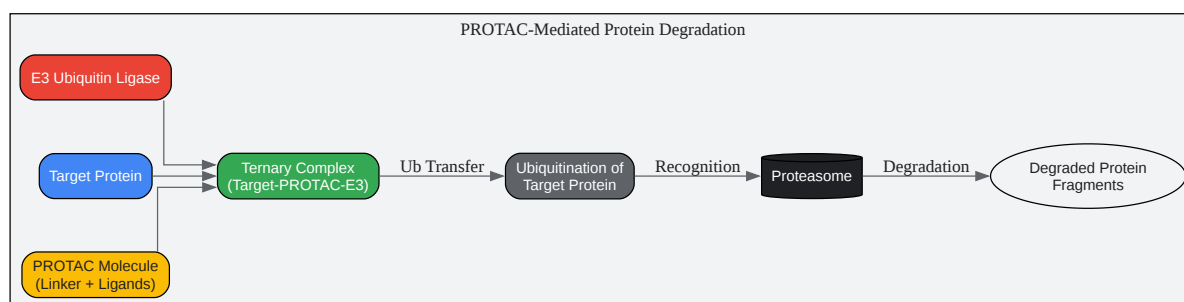 PROTAC-Mediated Protein Degradation
E3 Ubiquitin Ligase
Target Protein
PROTAC Molecule
(Linker + Ligands)
Ternary Complex
(Target-PROTAC-E3)
Ub Transfer
Ubiquitination of
Target Protein
Recognition
Proteasome
Degradation
Degraded Protein
Fragments